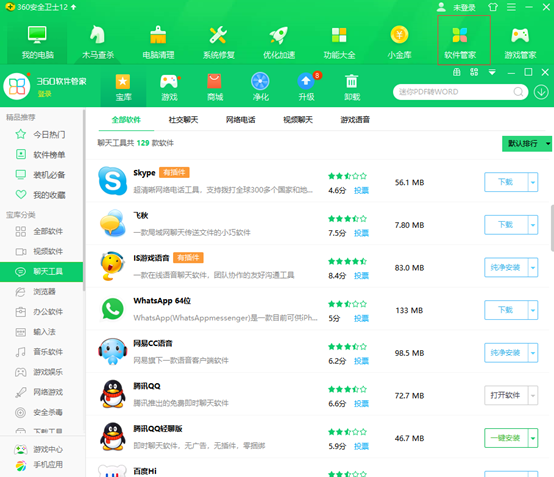 360安全卫士12
未登录
我的电脑
木马查杀
电脑清理
系统修复
优化加速
功能大全
小金库
软件管家
游戏管家
360软件管家
登录
宝库
游戏
商城
净化
8
升级
卸载
迷你PDF转WORD
精品推荐
今日热门
软件榜单
装机必备
我的收藏
宝库分类
全部软件
视频软件
聊天工具
浏览器
办公软件
输入法
音乐软件
游戏娱乐
网络游戏
安全杀毒
下载工具
游戏中心
手机应用
全部软件 社交聊天 网络电话 视频聊天 游戏语音
聊天工具共 129 款软件 默认排行
Skype 有插件
超清晰网络电话工具，支持拨打全球300多个国家和地...
4.6分 投票
56.1 MB
下载
飞秋
一款局域网聊天传送文件的小巧软件
7.5分 投票
7.80 MB
下载
IS游戏语音 有插件
一款在线语音聊天软件，团队协作的友好沟通工具
8.4分 投票
83.0 MB
纯净安装
WhatsApp 64位
WhatsApp(WhatsAppmessenger)是一款目前可供iPh...
5分 投票
133 MB
下载
网易CC语音
网易旗下一款语音客户端软件
6.2分 投票
98.5 MB
纯净安装
腾讯QQ
腾讯推出的免费即时聊天软件
6.6分 投票
72.7 MB
打开软件
腾讯QQ轻聊版
即时聊天软件，无广告，无插件，零捆绑
5.9分 投票
46.7 MB
一键安装
百度Hi